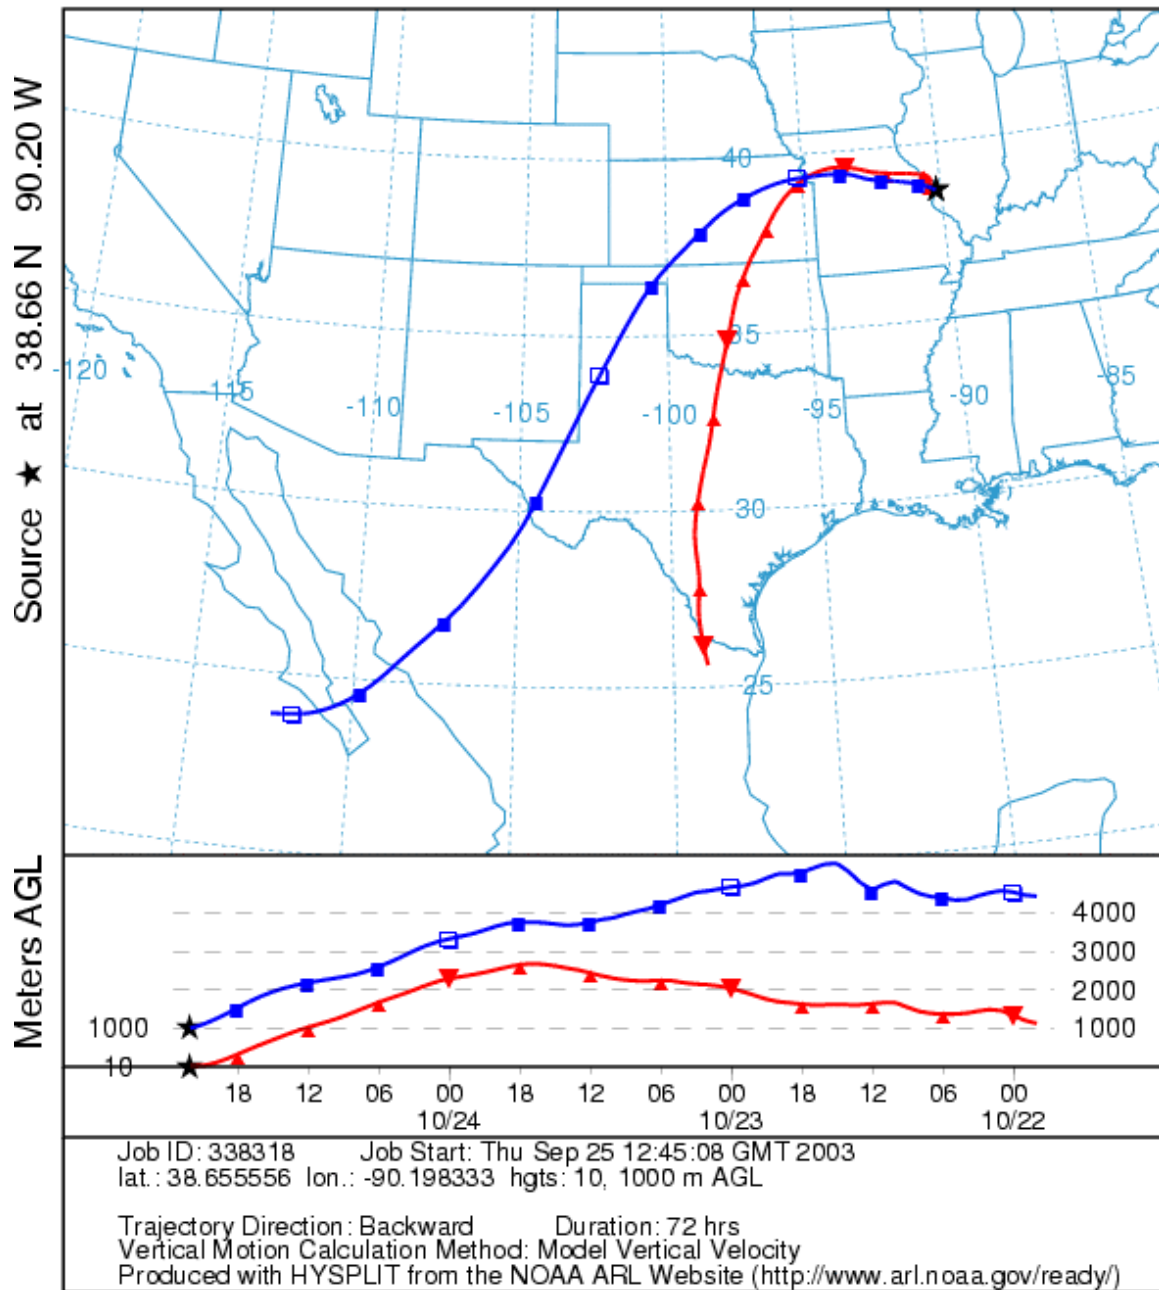 Source ★ at 38.66 N 90.20 W
40
35
-120
115
-110
-105
-100
-95
-90
-85
30
25
Meters AGL
4000
3000
2000
1000
1000
10
18 12 06 00 18 12 06 00 18 12 06 00
10/24 10/23 10/22
Job ID: 338318 Job Start: Thu Sep 25 12:45:08 GMT 2003
lat.: 38.655556 lon.: -90.198333 hgts: 10, 1000 m AGL
Trajectory Direction: Backward Duration: 72 hrs
Vertical Motion Calculation Method: Model Vertical Velocity
Produced with HYSPLIT from the NOAA ARL Website (http://www.arl.noaa.gov/ready/)